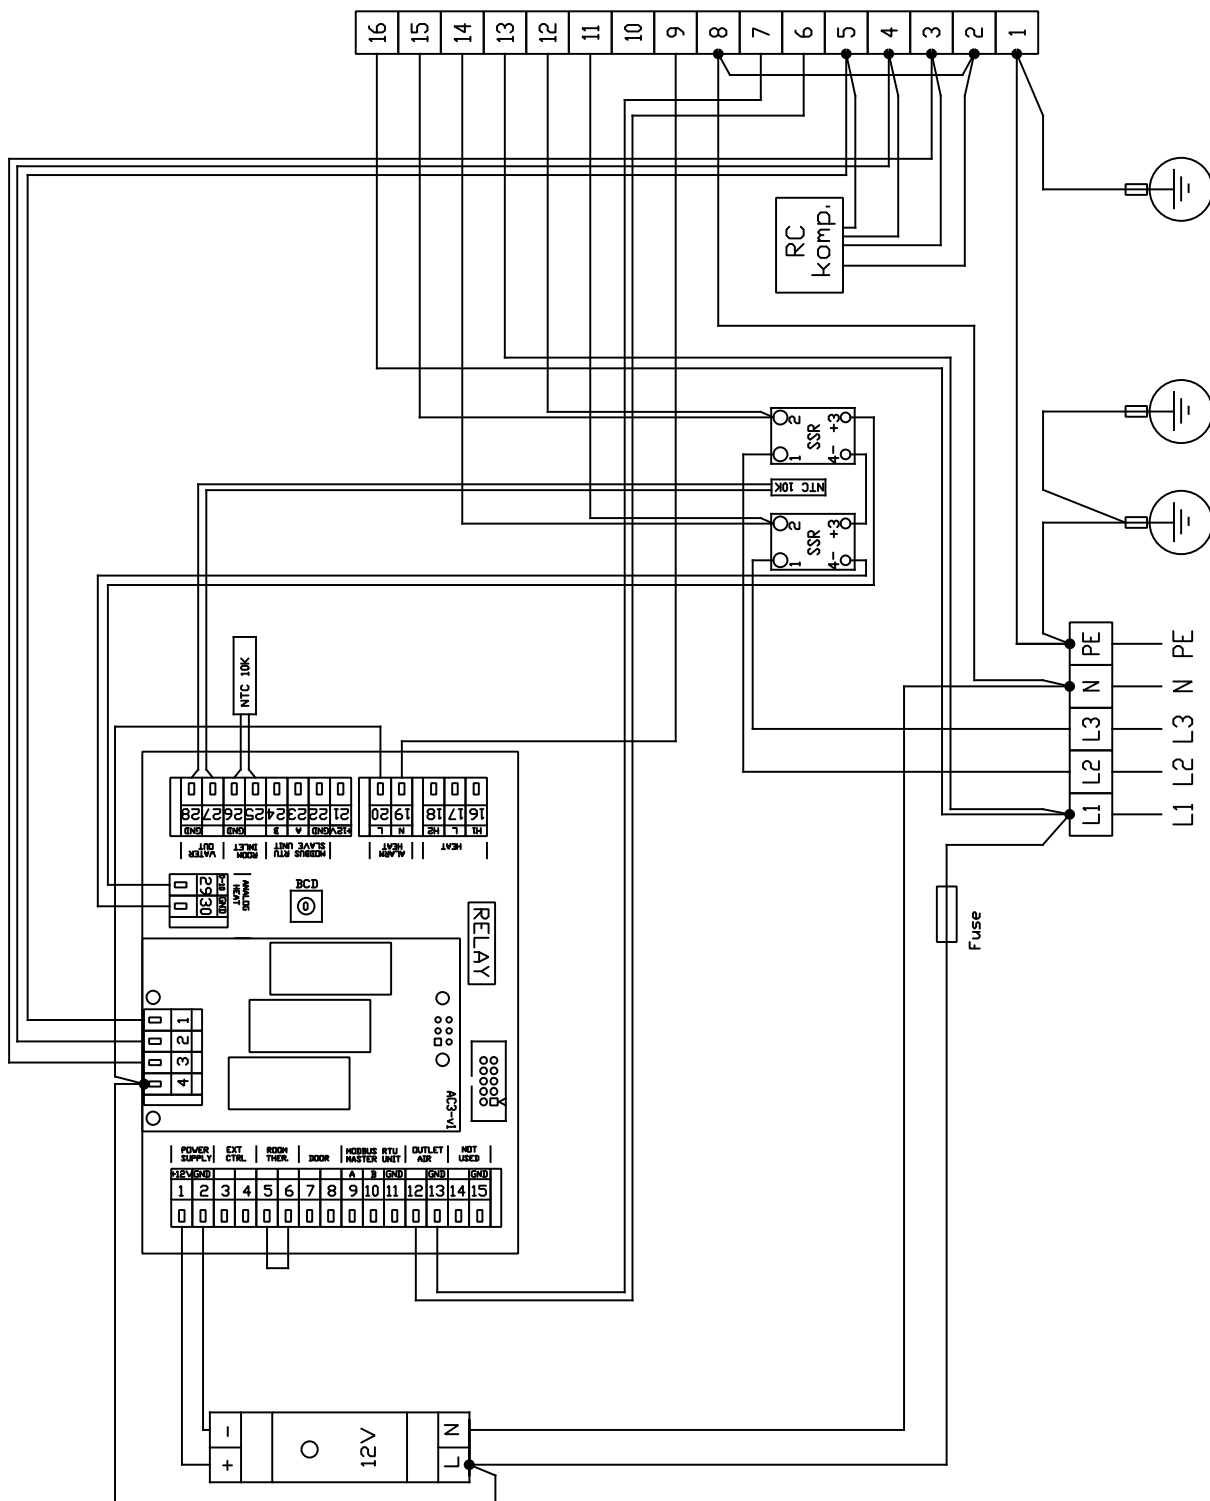 16 15 14 13 12 11 10 9 8 7 6 5 4 3 2 1
RC
komp.
2 +3
SSR
1 4-
NTC 10K
2 +3
SSR
1 4-
NTC 10K
PE PE
N N
L3 L3
L2 L2
L1 L1
28 27 26 25 24 23 22 21
GND GND B A GND +12V
VATER
OUT
ROOM
INLET
MODBUS RTU
SLAVE UNIT
20 19 18 17 16
L N H2 L H1
ALARM
HEAT
HEAT
29 0-10
30 GND
ANALOG
HEAT
BCD
0
RELAY
Fuse
1
2
3
4
AC3-v1
POWER
SUPPLY
EXT
CTRL
ROOM
THER.
DOOR
MODBUS RTU
MASTER UNIT
OUTLET
AIR
NOT
USED
+12V GND A B GND GND GND
1 2 3 4 5 6 7 8 9 10 11 12 13 14 15
- N
12V
+ L